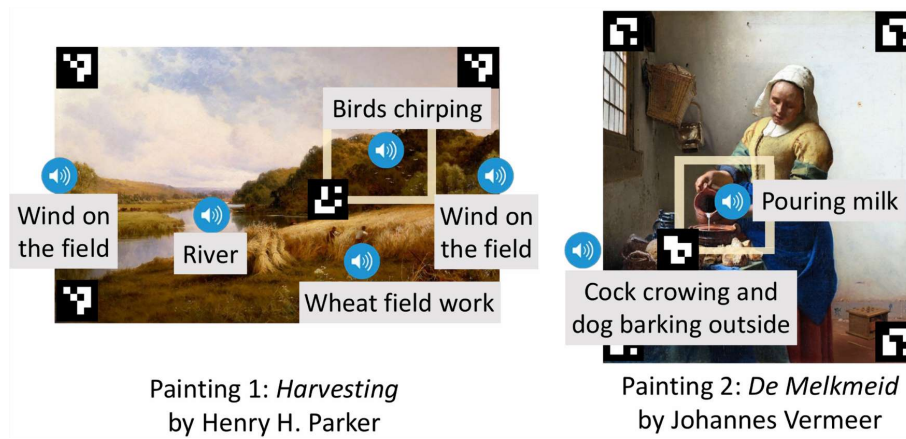 Birds chirping
Wind on
the field
River
Wind on
the field
Wheat field work
Painting 1: Harvesting
by Henry H. Parker
Pouring milk
Cock crowing and
dog barking outside
Painting 2: De Melkmeid
by Johannes Vermeer